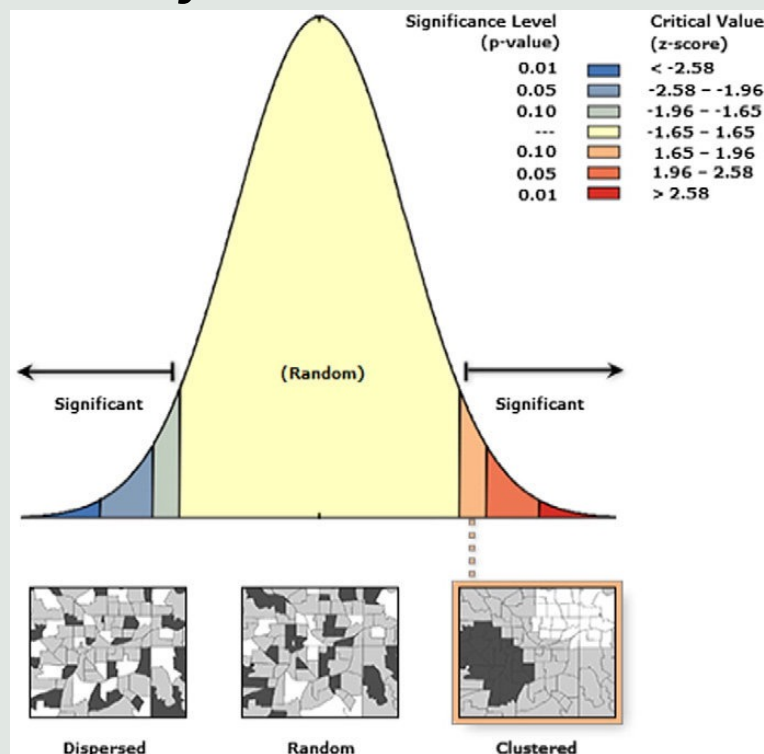 Significance Level Critical Value
(p-value) (z-score)
0.01 < -2.58
0.05 -2.58 – -1.96
0.10 -1.96 – -1.65
--- -1.65 – 1.65
0.10 1.65 – 1.96
0.05 1.96 – 2.58
0.01 > 2.58
(Random)
Significant Significant
Dispersed Random Clustered